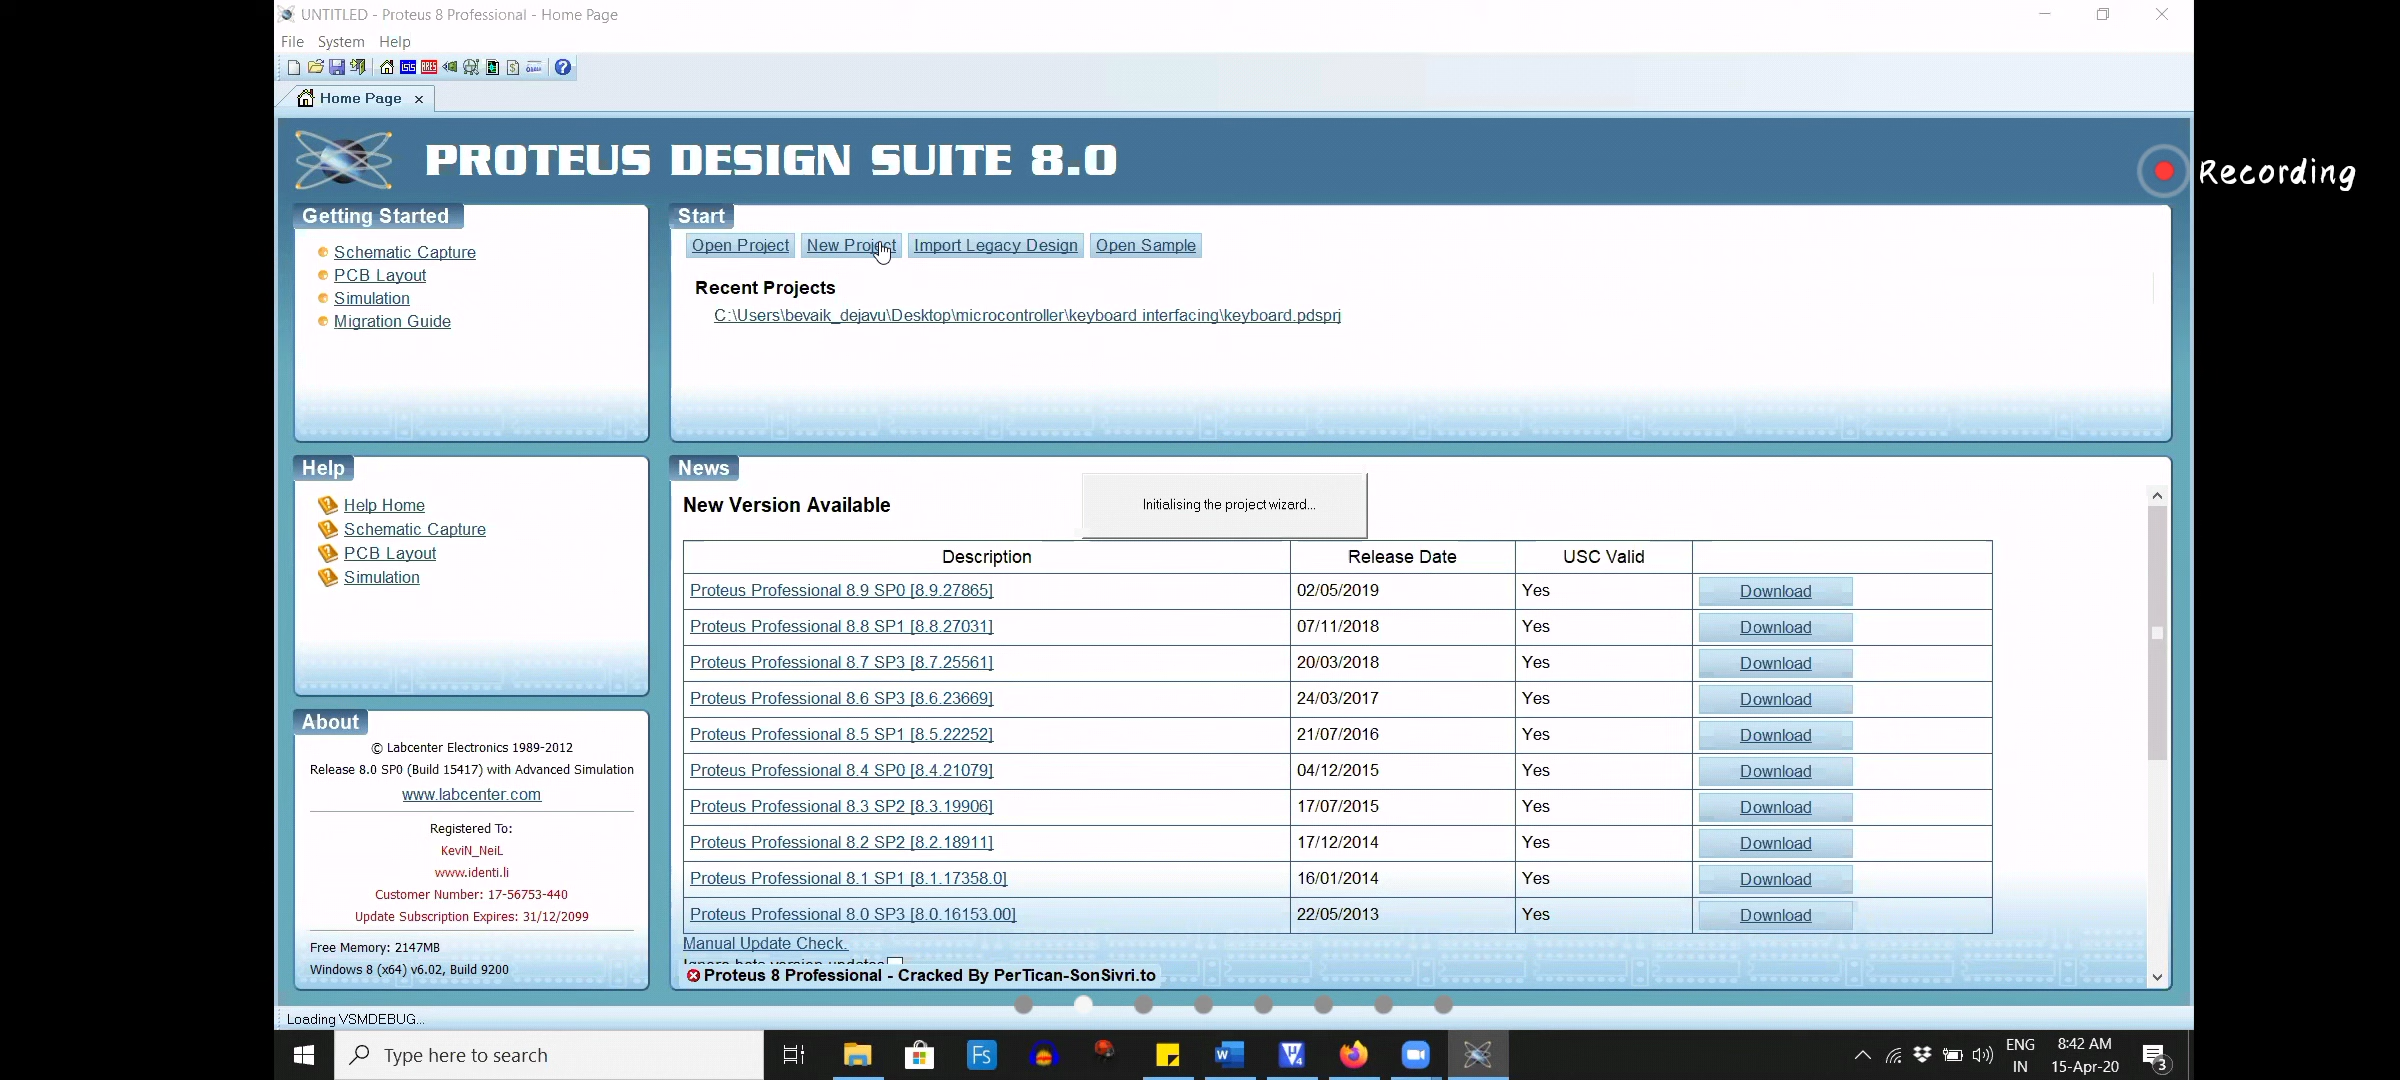 UNTITLED - Proteus 8 Professional - Home Page
File System Help
Home Page
PROTEUS DESIGN SUITE 8.0
Recording
Getting Started
Schematic Capture
PCB Layout
Simulation
Migration Guide
Start
Open Project New Project Import Legacy Design Open Sample
Recent Projects
C:\Users\bevaik_dejavu\Desktop\microcontroller\keyboard interfacing\keyboard.pdsprj
Help
Help Home
Schematic Capture
PCB Layout
Simulation
News
New Version Available
Initialising the project wizard...
Description Release Date USC Valid
Proteus Professional 8.9 SP0 [8.9.27865] 02/05/2019 Yes Download
Proteus Professional 8.8 SP1 [8.8.27031] 07/11/2018 Yes Download
Proteus Professional 8.7 SP3 [8.7.25561] 20/03/2018 Yes Download
Proteus Professional 8.6 SP3 [8.6.23669] 24/03/2017 Yes Download
Proteus Professional 8.5 SP1 [8.5.22252] 21/07/2016 Yes Download
Proteus Professional 8.4 SP0 [8.4.21079] 04/12/2015 Yes Download
Proteus Professional 8.3 SP2 [8.3.19906] 17/07/2015 Yes Download
Proteus Professional 8.2 SP2 [8.2.18911] 17/12/2014 Yes Download
Proteus Professional 8.1 SP1 [8.1.17358.0] 16/01/2014 Yes Download
Proteus Professional 8.0 SP3 [8.0.16153.00] 22/05/2013 Yes Download
Manual Update Check.
Proteus 8 Professional - Cracked By PerTican-SonSivri.to
About
© Labcenter Electronics 1989-2012
Release 8.0 SP0 (Build 15417) with Advanced Simulation
www.labcenter.com
Registered To:
KeviN_NeiL
www.identi.li
Customer Number: 17-56753-440
Update Subscription Expires: 31/12/2099
Free Memory: 2147MB
Windows 8 (x64) v6.02, Build 9200
Loading VSMDEBUG...
Type here to search
ENG
IN
8:42 AM
15-Apr-20
3